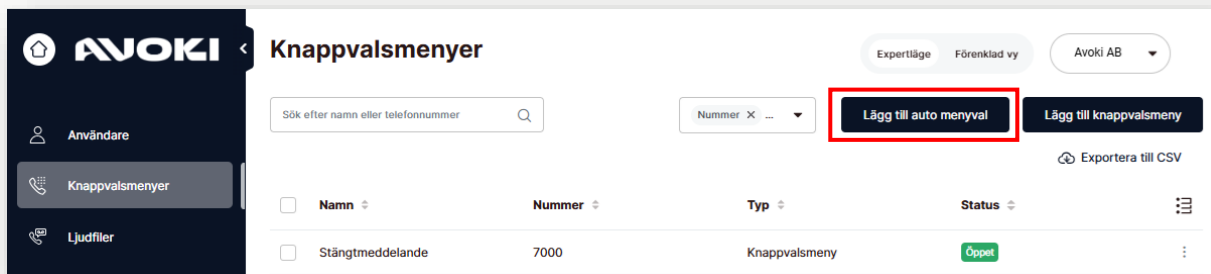 AVOKI
Knappvalsmenyer
Expertläge Förenklad vy
Avoki AB
Sök efter namn eller telefonnummer
Nummer X ...
Lägg till auto menyval
Lägg till knappvalsmeny
Exportera till CSV
Användare
Knappvalsmenyer
Ljudfiler
Namn Nummer Typ Status
Stängtmeddelande 7000 Knappvalsmeny Öppet